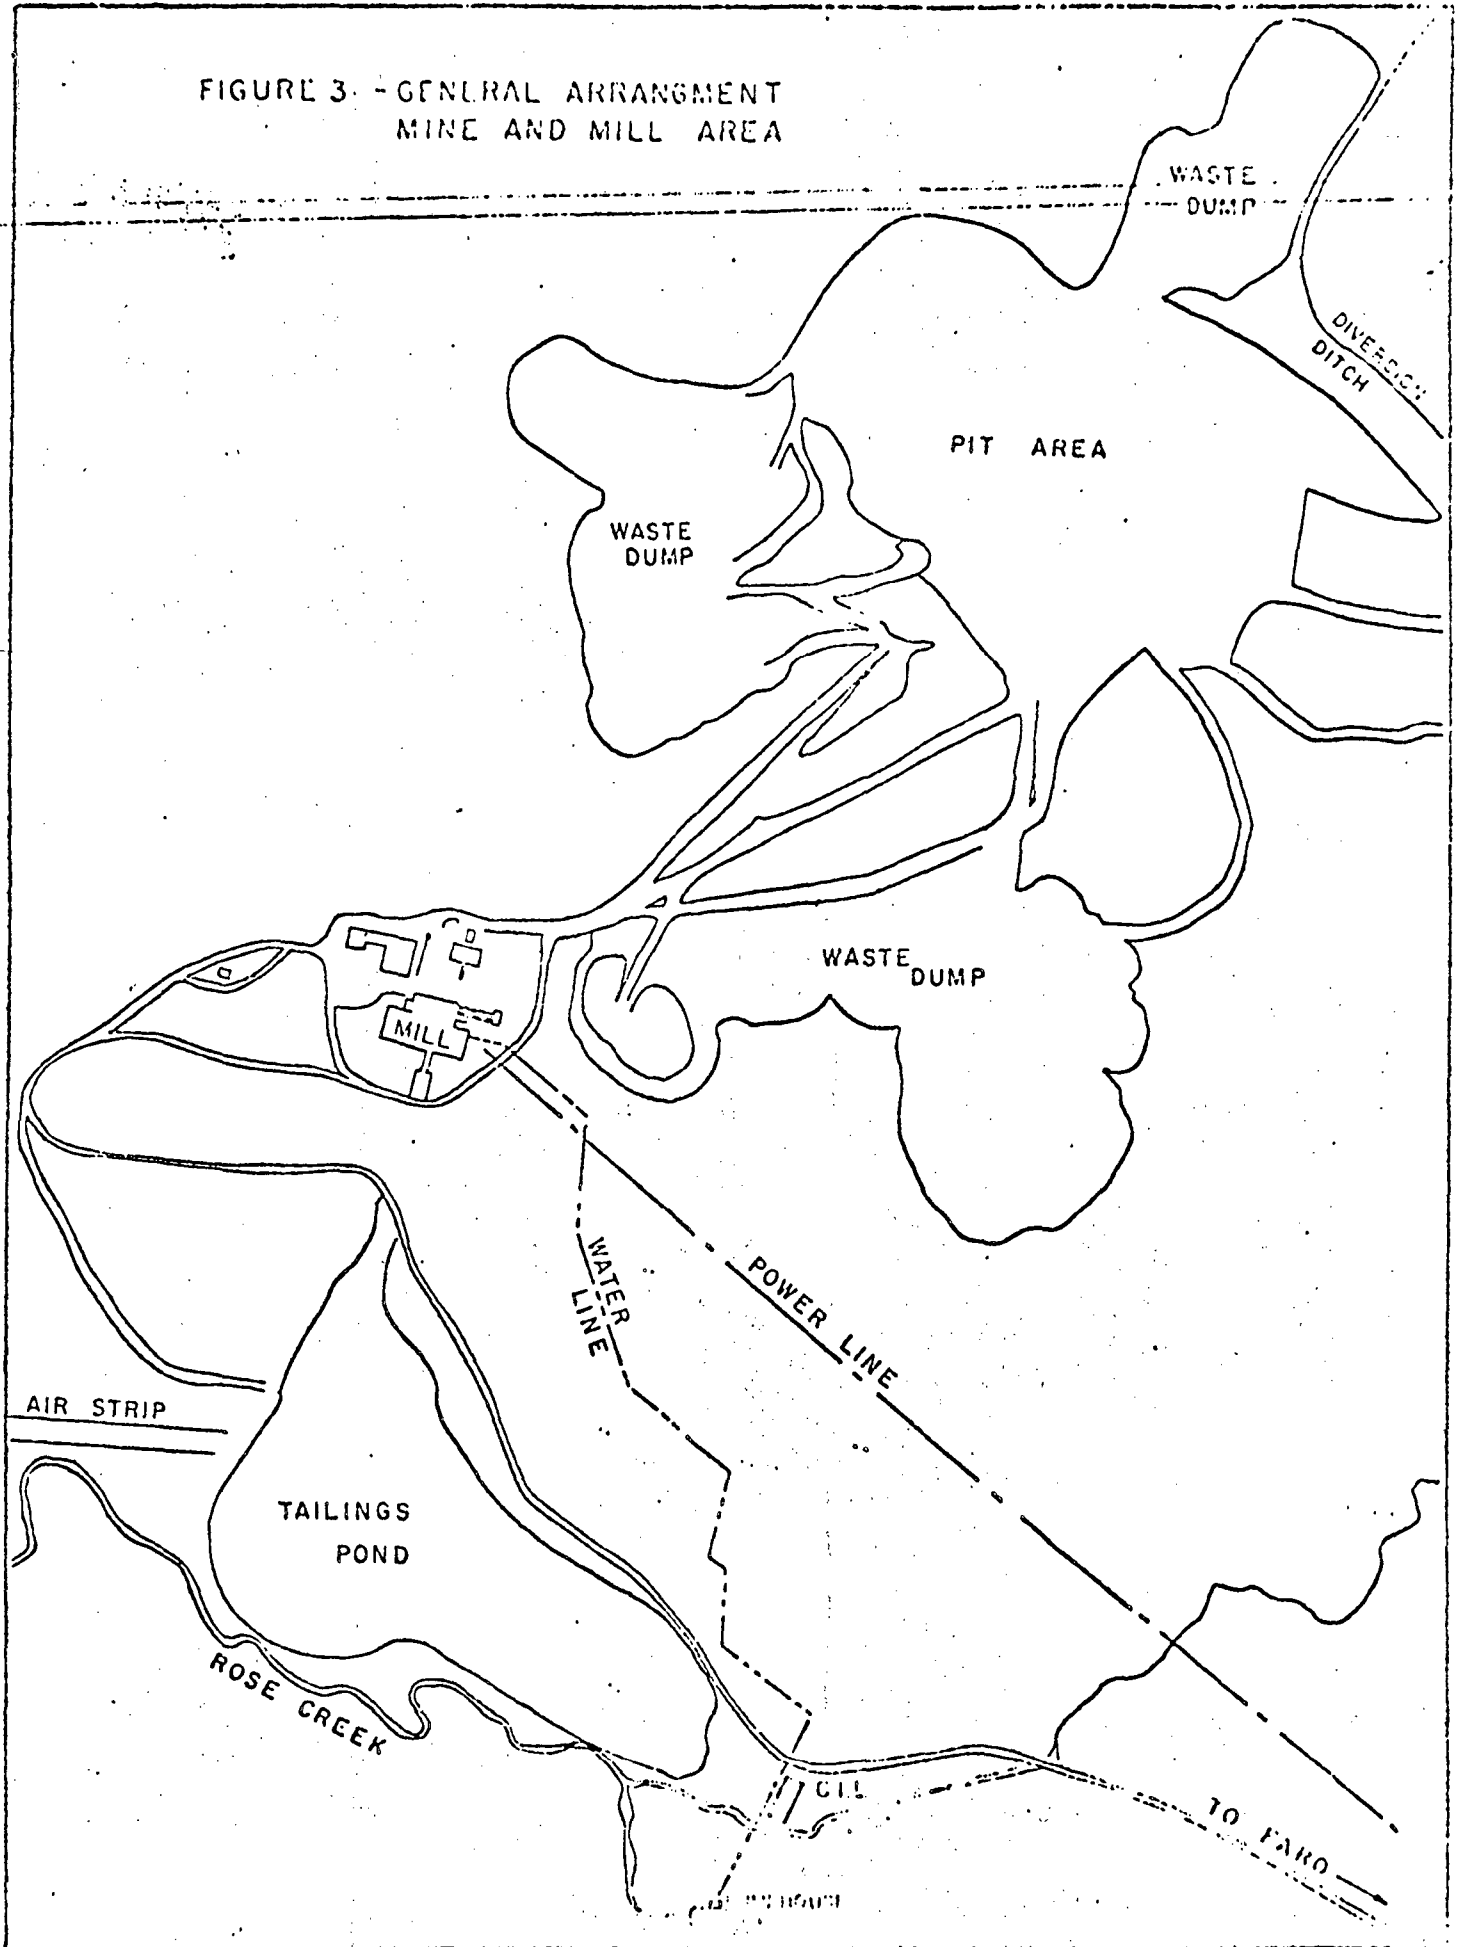 FIGURE 3. - GENERAL ARRANGMENT
MINE AND MILL AREA
WASTE
DUMP
DIVERSION
DITCH
PIT AREA
WASTE
DUMP
WASTE
DUMP
MILL
WATER
LINE
POWER LINE
AIR STRIP
TAILINGS
POND
ROSE CREEK
TO FARO